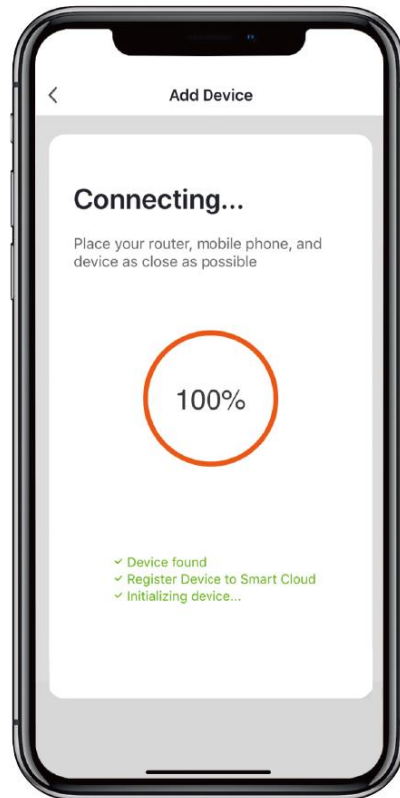 Add Device
Connecting...
Place your router, mobile phone, and
device as close as possible
100%
✓ Device found
✓ Register Device to Smart Cloud
✓ Initializing device...